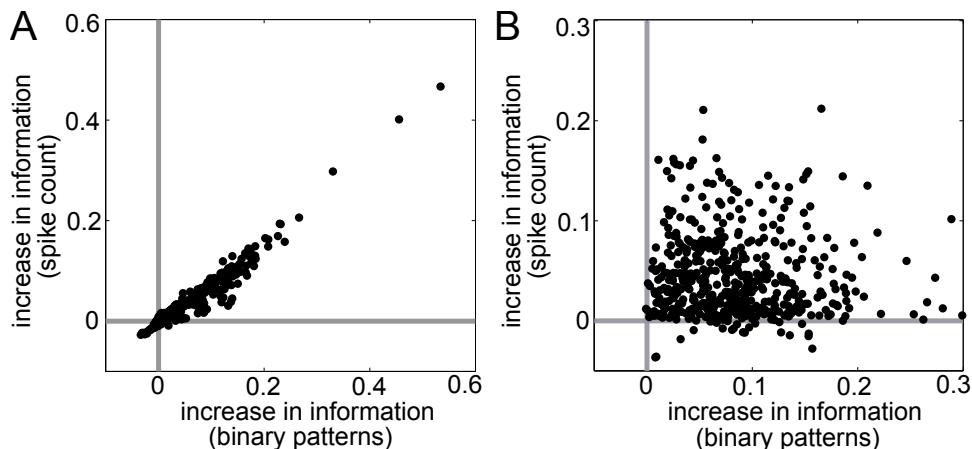 A
0.6
0.4
0.2
0
increase in information
(spike count)
0
0.2
0.4
0.6
increase in information
(binary patterns)
B
0.3
0.2
0.1
0
increase in information
(spike count)
0
0.1
0.2
0.3
increase in information
(binary patterns)